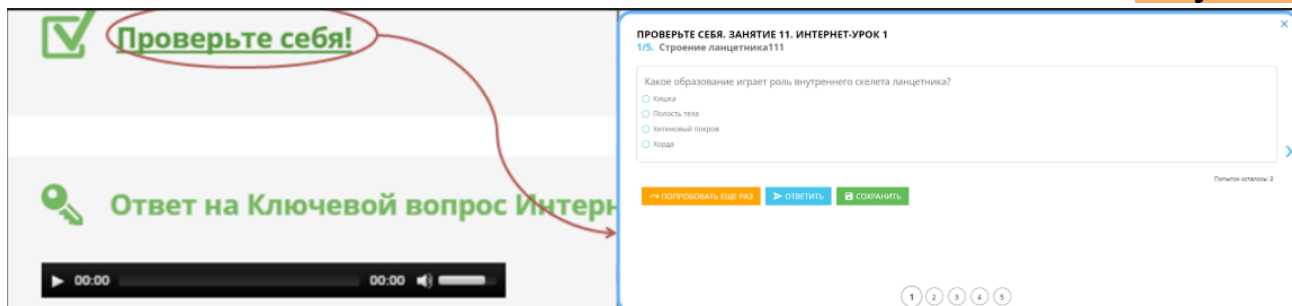 Проверьте себя!
Ответ на Ключевой вопрос Интерн
00:00 00:00
ПРОВЕРЬТЕ СЕБЯ. ЗАНЯТИЕ 11. ИНТЕРНЕТ-УРОК 1
1/5. Строение ланцетника111
Какое образование играет роль внутреннего скелета ланцетника?
Кишка
Полость тела
Хитиновый покров
Хорда
Попыток осталось: 3
ПОПРОБОВАТЬ ЕЩЕ РАЗ ОТВЕТИТЬ СОХРАНИТЬ
1 2 3 4 5